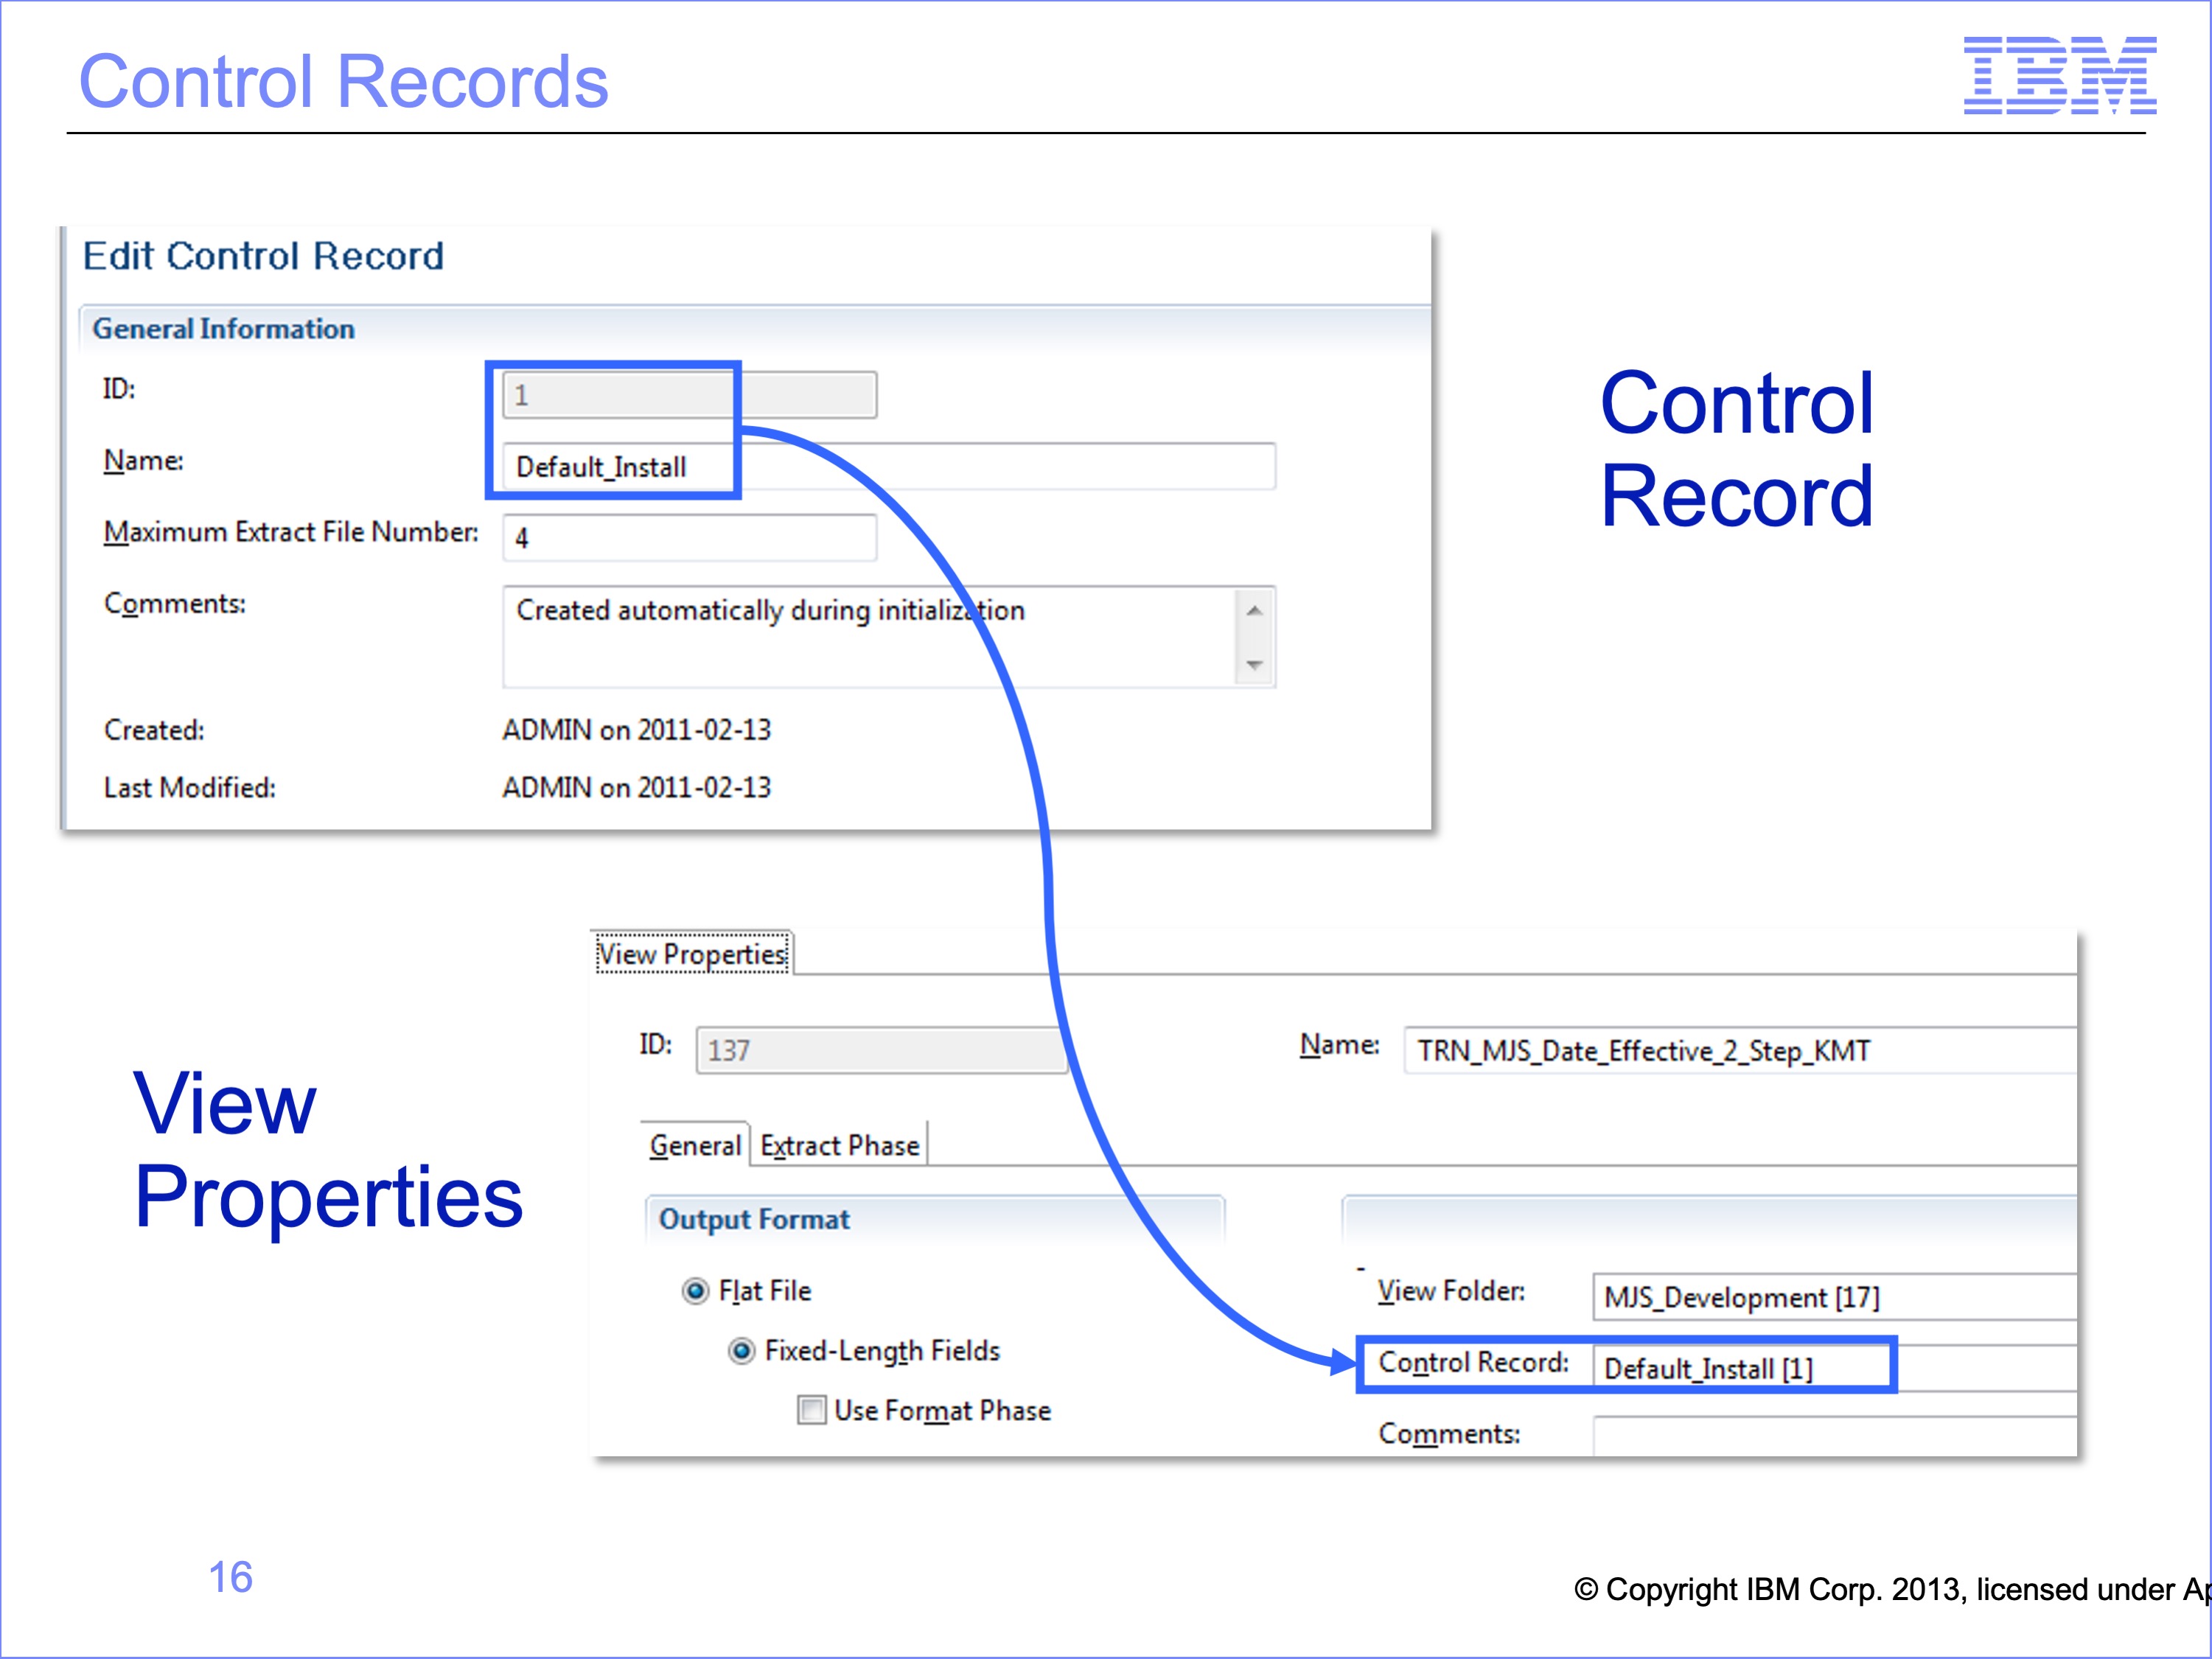 Control Records
IBM
Edit Control Record
General Information
ID: 1
Name: Default_Install
Maximum Extract File Number: 4
Comments: Created automatically during initialization
Created: ADMIN on 2011-02-13
Last Modified: ADMIN on 2011-02-13
Control
Record
View Properties
ID: 137 Name: TRN_MJS_Date_Effective_2_Step_KMT
General Extract Phase
Output Format
Flat File
Fixed-Length Fields
Use Format Phase
View Folder: MJS_Development [17]
Control Record: Default_Install [1]
Comments:
View
Properties
16
© Copyright IBM Corp. 2013, licensed under